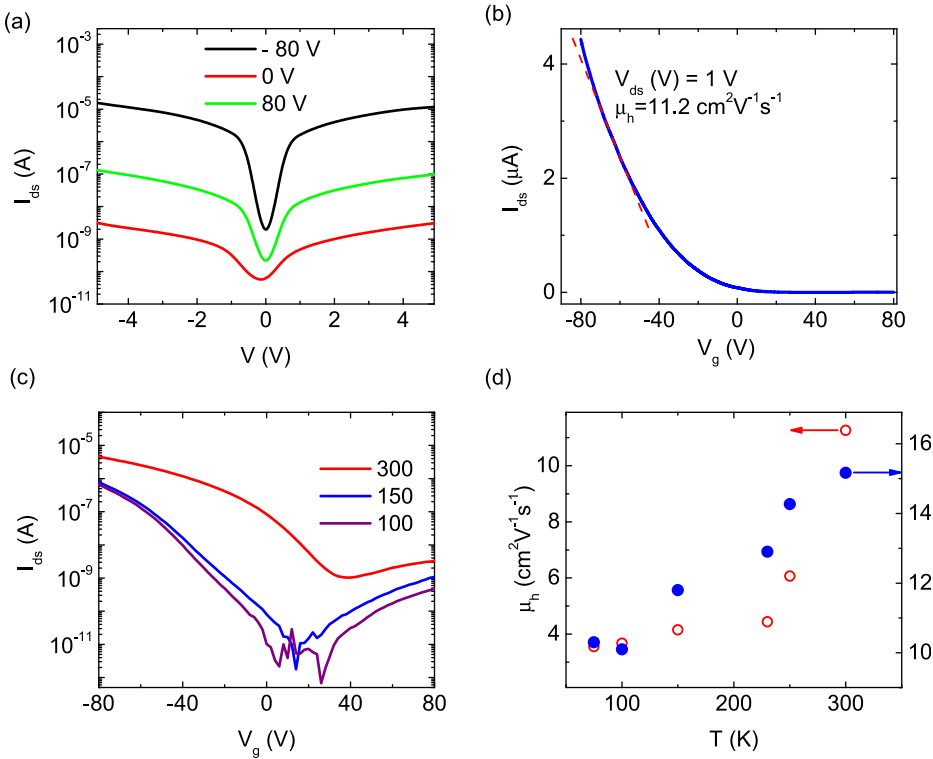 (a)
10⁻³
10⁻⁵
10⁻⁷
10⁻⁹
10⁻¹¹
I_ds (A)
- 80 V
0 V
80 V
-4 -2 0 2 4
V (V)
(b)
4
2
0
I_ds (μA)
V_ds (V) = 1 V
μ_h=11.2 cm²V⁻¹s⁻¹
-80 -40 0 40 80
V_g (V)
(c)
10⁻⁵
10⁻⁷
10⁻⁹
10⁻¹¹
I_ds (A)
300
150
100
-80 -40 0 40 80
V_g (V)
(d)
10
8
6
4
μ_h (cm²V⁻¹s⁻¹)
16
14
12
10
100 200 300
T (K)